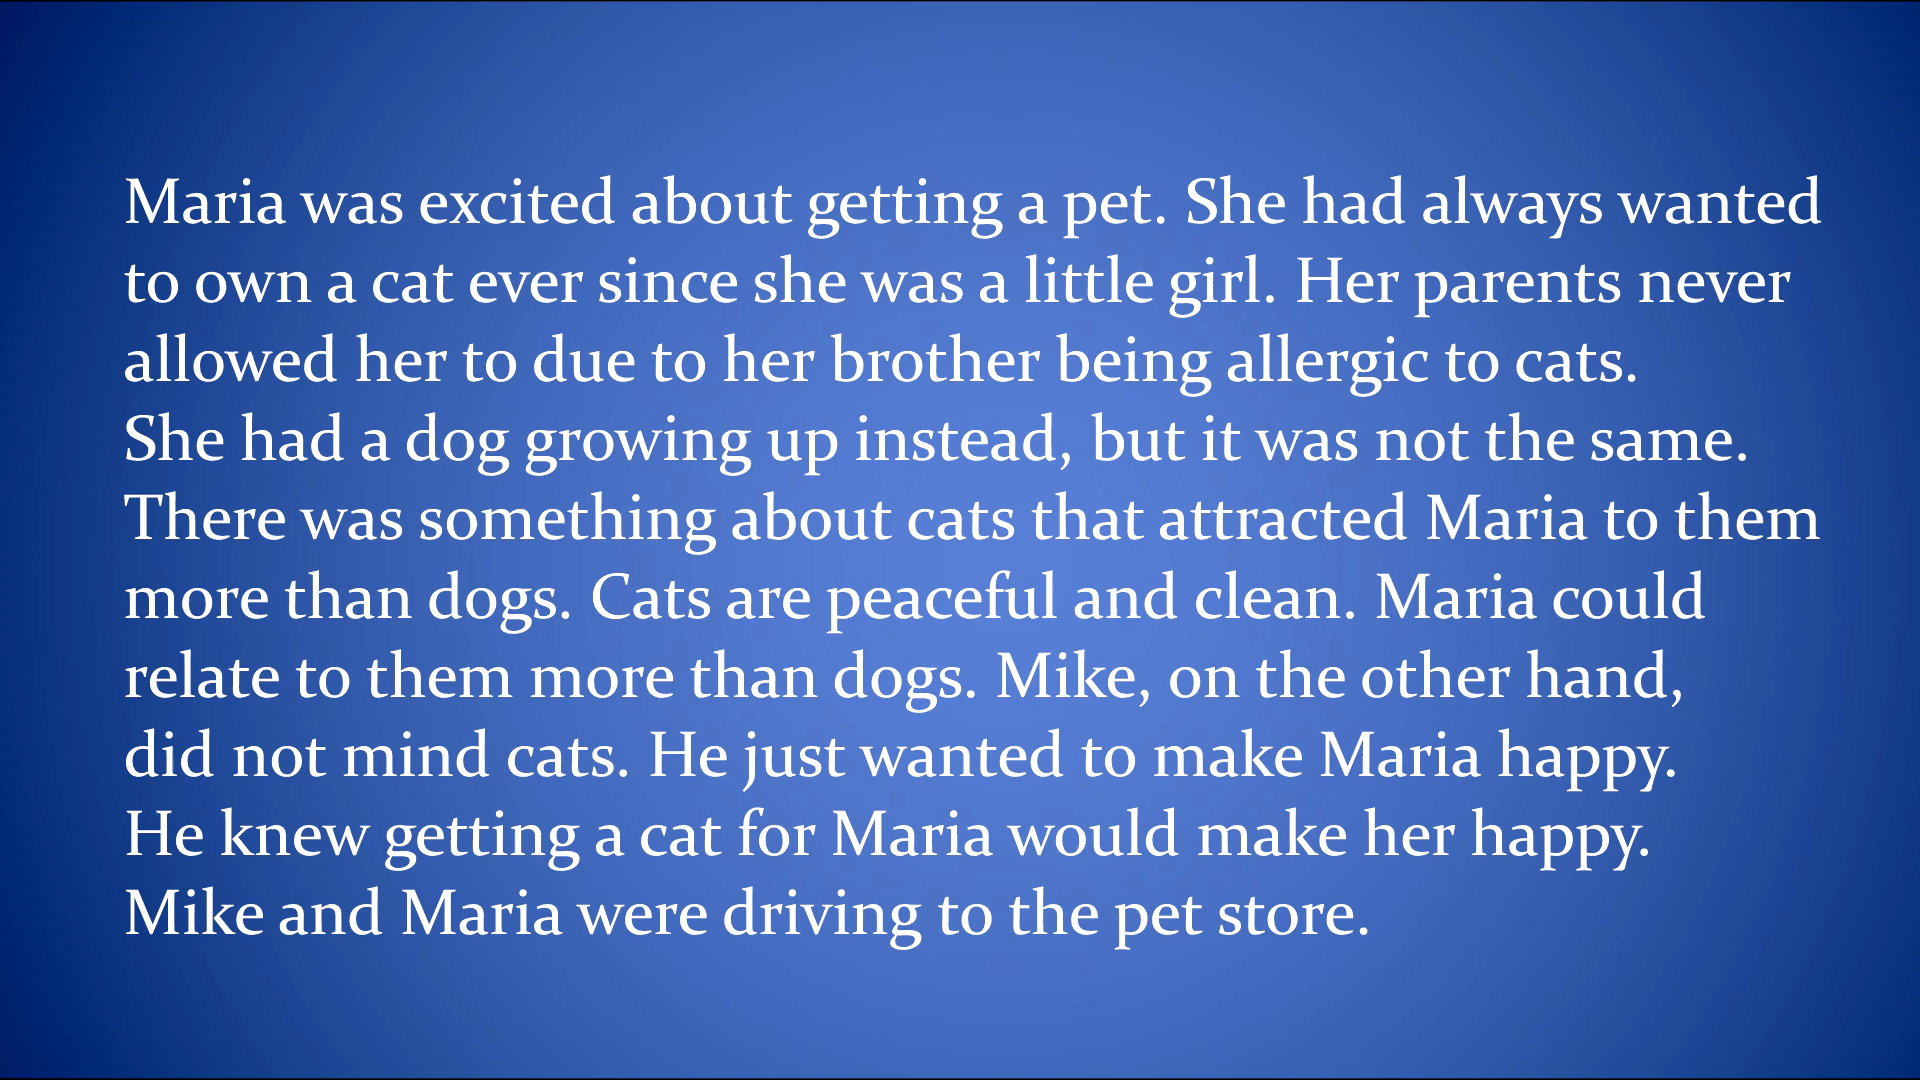 Maria was excited about getting a pet. She had always wanted
to own a cat ever since she was a little girl. Her parents never
allowed her to due to her brother being allergic to cats.
She had a dog growing up instead, but it was not the same.
There was something about cats that attracted Maria to them
more than dogs. Cats are peaceful and clean. Maria could
relate to them more than dogs. Mike, on the other hand,
did not mind cats. He just wanted to make Maria happy.
He knew getting a cat for Maria would make her happy.
Mike and Maria were driving to the pet store.